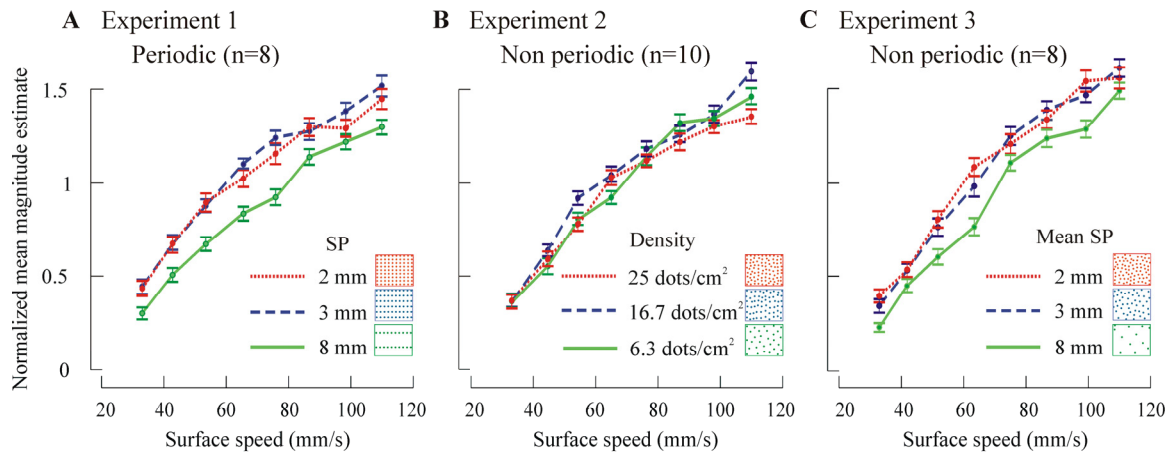 A Experiment 1
Periodic (n=8)
B Experiment 2
Non periodic (n=10)
C Experiment 3
Non periodic (n=8)
Normalized mean magnitude estimate
1.5
1
0.5
0
SP
2 mm
3 mm
8 mm
20 40 60 80 100 120
Surface speed (mm/s)
Density
25 dots/cm²
16.7 dots/cm²
6.3 dots/cm²
20 40 60 80 100 120
Surface speed (mm/s)
Mean SP
2 mm
3 mm
8 mm
20 40 60 80 100 120
Surface speed (mm/s)